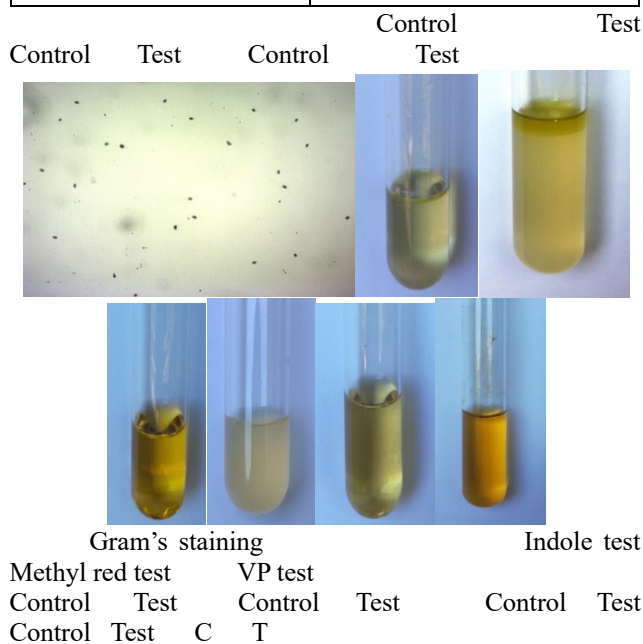 Control Test
Control Test Control Test
Gram's staining Indole test
Methyl red test VP test
Control Test Control Test Control Test
Control Test C T